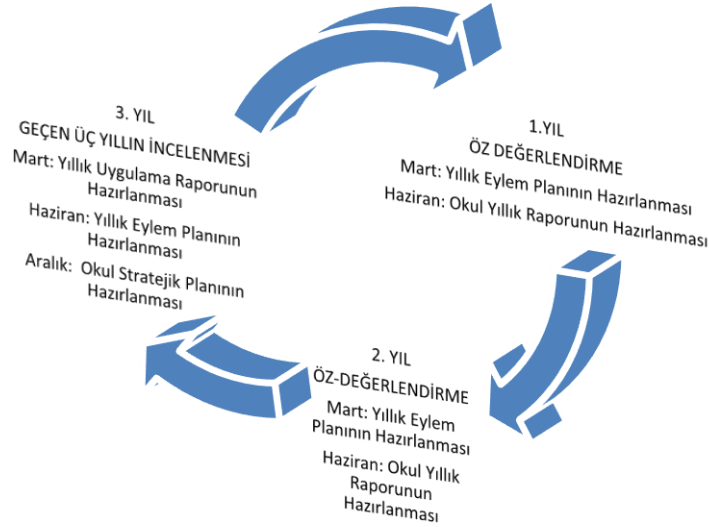 1.YIL
ÖZ DEĞERLENDİRME
Mart: Yıllık Eylem Planının Hazırlanması
Haziran: Okul Yıllık Raporunun Hazırlanması
2. YIL
ÖZ-DEĞERLENDİRME
Mart: Yıllık Eylem
Planının Hazırlanması
Haziran: Okul Yıllık
Raporunun
Hazırlanması
3. YIL
GEÇEN ÜÇ YILLIN İNCELENMESİ
Mart: Yıllık Uygulama Raporunun
Hazırlanması
Haziran: Yıllık Eylem Planının
Hazırlanması
Aralık: Okul Stratejik Planının
Hazırlanması